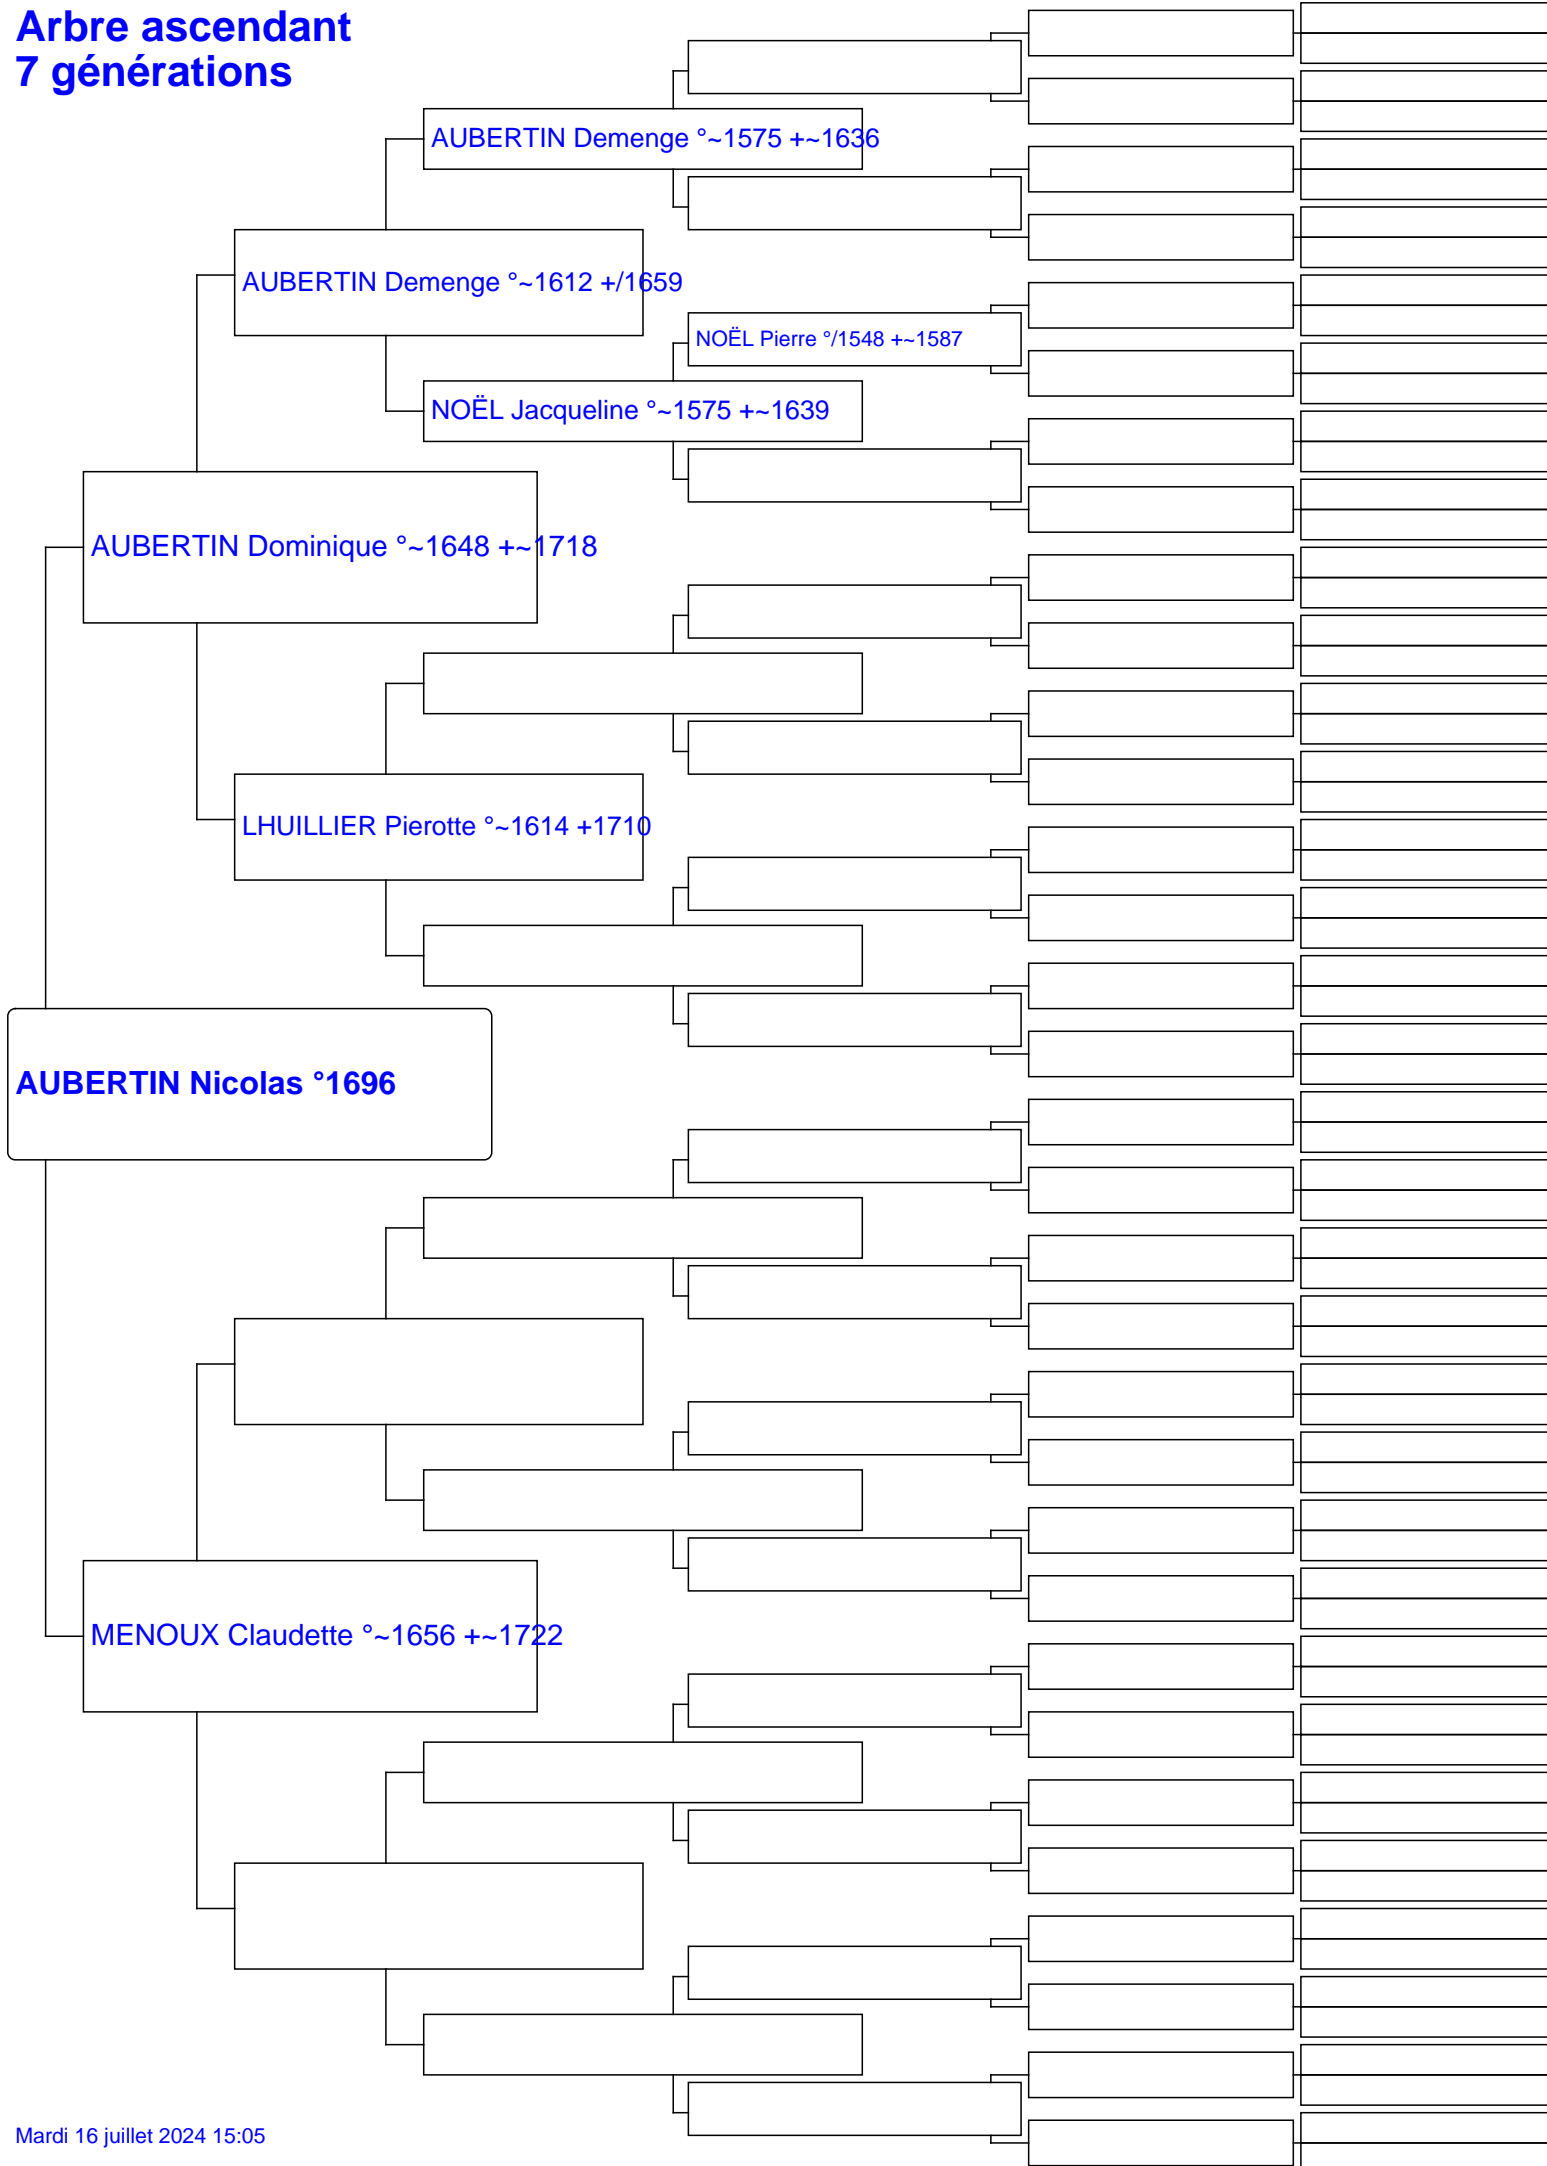 Arbre ascendant
7 générations
AUBERTIN Demenge °~1575 +~1636
AUBERTIN Demenge °~1612 +/1659
NOËL Pierre °/1548 +~1587
NOËL Jacqueline °~1575 +~1639
AUBERTIN Dominique °~1648 +~1718
LHUILLIER Pierotte °~1614 +1710
AUBERTIN Nicolas °1696
MENOUX Claudette °~1656 +~1722
Mardi 16 juillet 2024 15:05